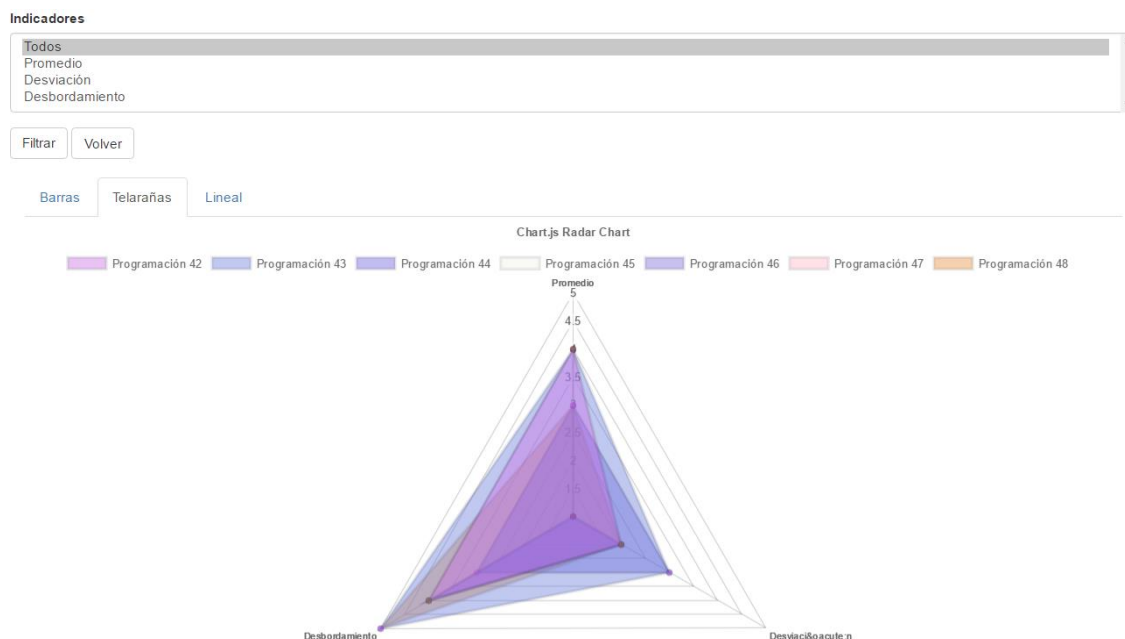 Indicadores
Todos
Promedio
Desviación
Desbordamiento
Filtrar Volver
Barras Telarañas Lineal
Chart.js Radar Chart
Programación 42 Programación 43 Programación 44 Programación 45 Programación 46 Programación 47 Programación 48
Promedio
5
4.5
4
3.5
3
2.5
2
1.5
Desbordamiento Desviaci&oacute;n